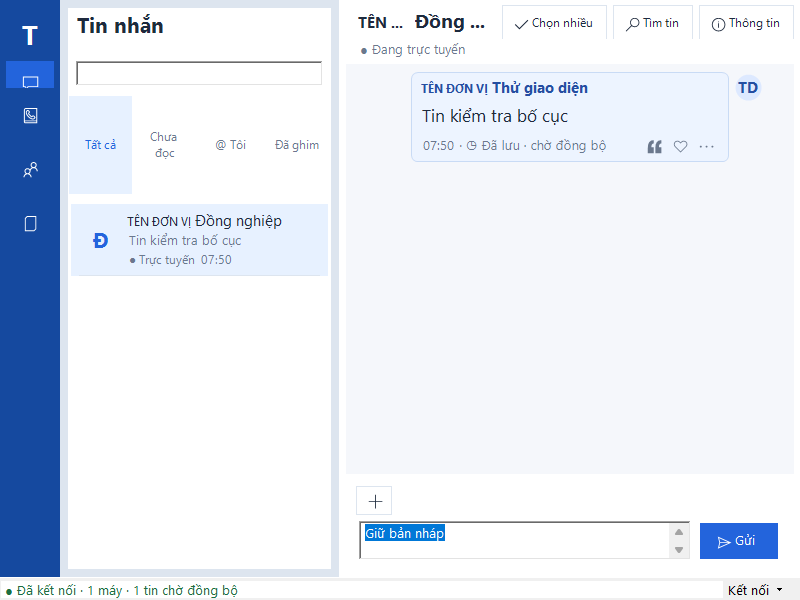 T
Tin nhắn
Tất cả
Chưa
đọc
@ Tôi
Đã ghim
Đ
TÊN ĐƠN VỊ Đồng nghiệp
Tin kiểm tra bố cục
● Trực tuyến 07:50
TÊN ... Đồng ...
● Đang trực tuyến
Chọn nhiều
Tìm tin
Thông tin
TÊN ĐƠN VỊ Thử giao diện
TD
Tin kiểm tra bố cục
07:50 · Đã lưu · chờ đồng bộ
Giữ bản nháp
Gửi
● Đã kết nối · 1 máy · 1 tin chờ đồng bộ
Kết nối